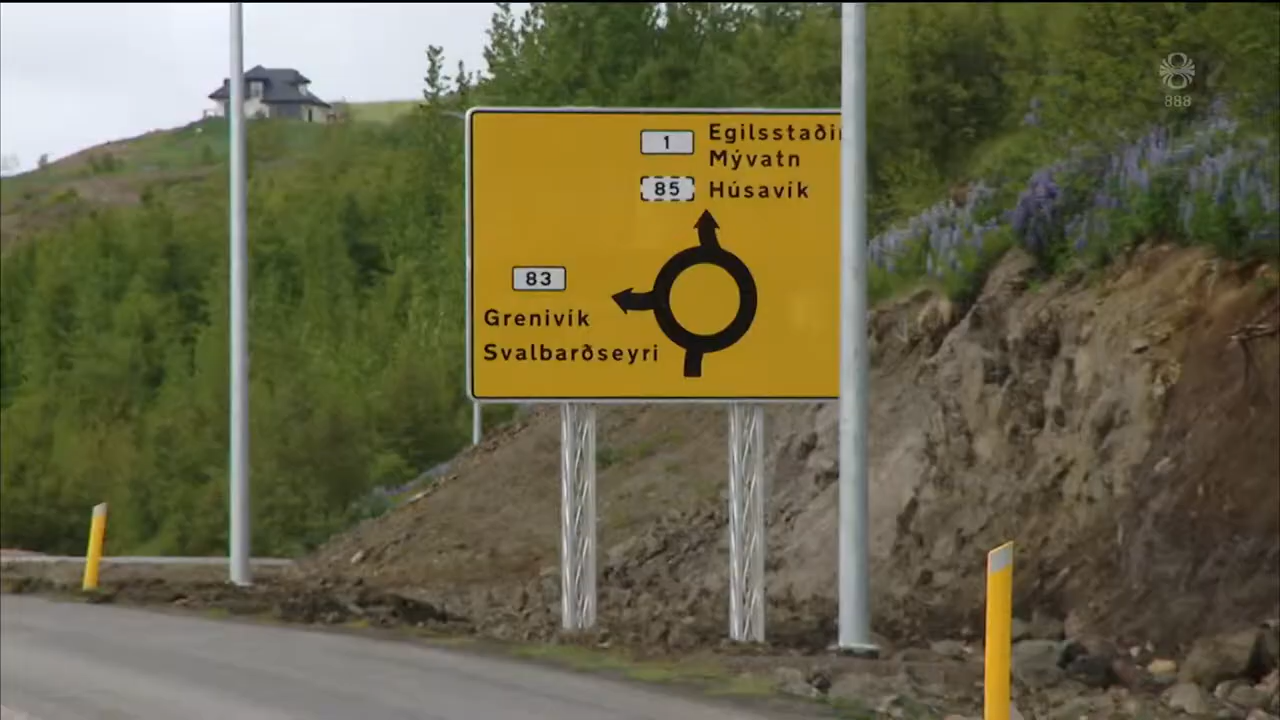 1 Egilsstaðir
Mývatn
85 Húsavík
83
Grenivík
Svalbarðseyri
888